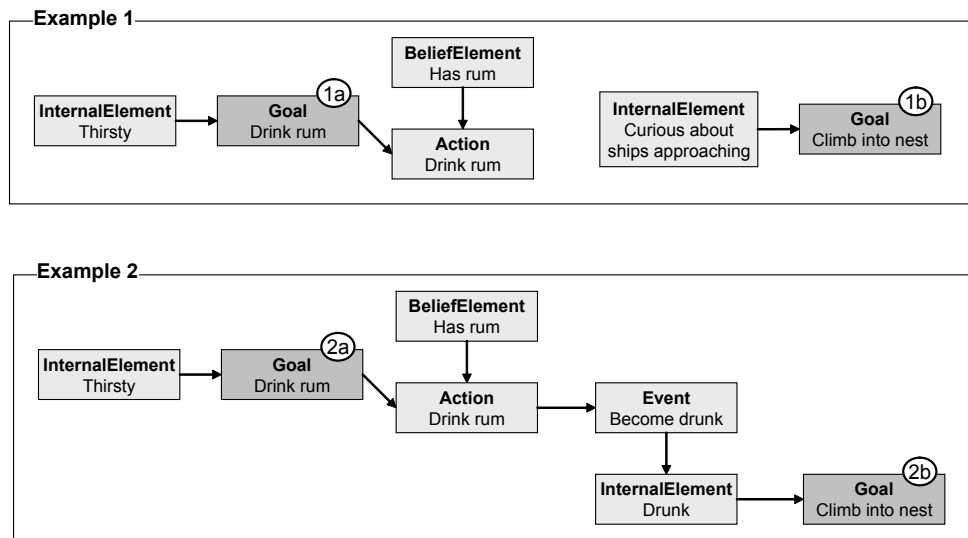 Example 1
BeliefElement
Has rum
InternalElement
Thirsty
1a
Goal
Drink rum
Action
Drink rum
InternalElement
Curious about
ships approaching
1b
Goal
Climb into nest
Example 2
BeliefElement
Has rum
InternalElement
Thirsty
2a
Goal
Drink rum
Action
Drink rum
Event
Become drunk
InternalElement
Drunk
2b
Goal
Climb into nest